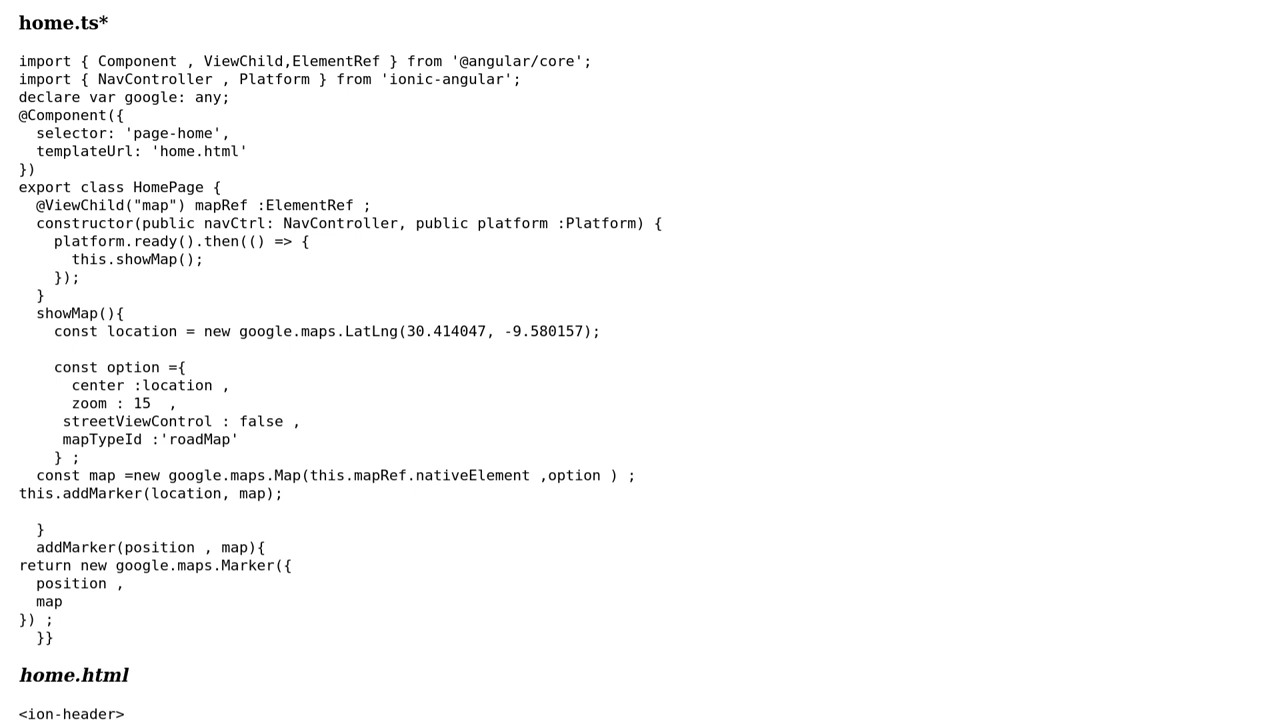 home.ts*
import { Component , ViewChild,ElementRef } from '@angular/core';
import { NavController , Platform } from 'ionic-angular';
declare var google: any;
@Component({
  selector: 'page-home',
  templateUrl: 'home.html'
})
export class HomePage {
  @ViewChild("map") mapRef :ElementRef ;
  constructor(public navCtrl: NavController, public platform :Platform) {
    platform.ready().then(() => {
      this.showMap();
    });
  }
  showMap(){
    const location = new google.maps.LatLng(30.414047, -9.580157);

    const option ={
      center :location ,
      zoom : 15  ,
     streetViewControl : false ,
     mapTypeId :'roadMap'
    } ;
  const map =new google.maps.Map(this.mapRef.nativeElement ,option ) ;
this.addMarker(location, map);

  }
  addMarker(position , map){
return new google.maps.Marker({
  position ,
  map
}) ;
  }}
home.html
<ion-header>